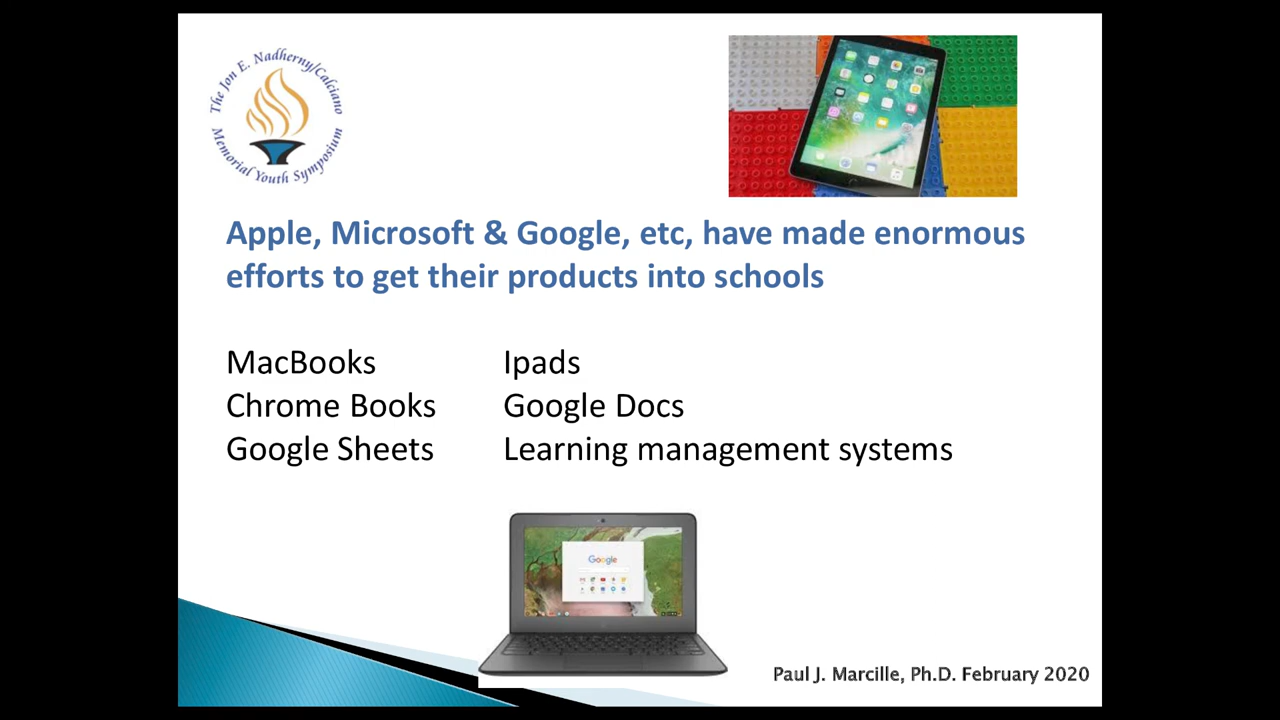 The Jon E. Nadherny/Calciano
Memorial Youth Symposium
Apple, Microsoft & Google, etc, have made enormous
efforts to get their products into schools
MacBooks Ipads
Chrome Books Google Docs
Google Sheets Learning management systems
Google
Paul J. Marcille, Ph.D. February 2020